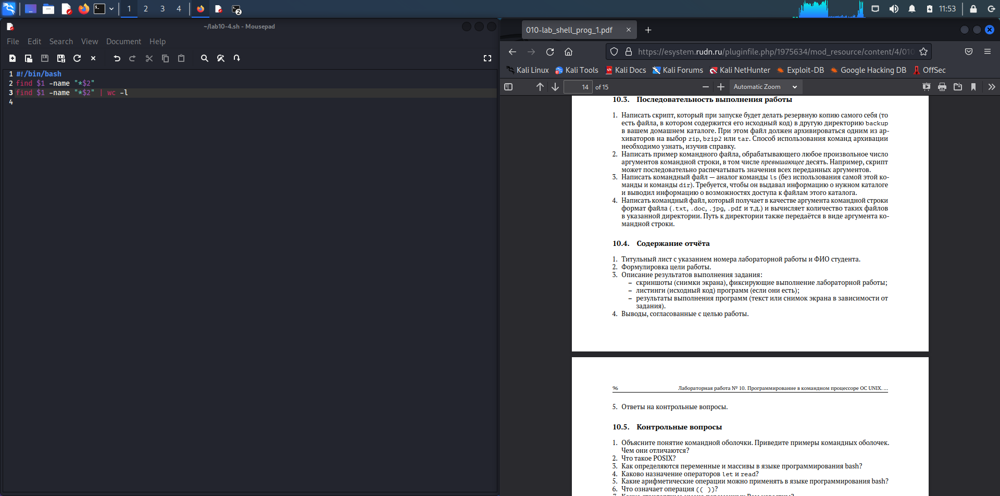 1
2
3
4
2
11:53
~/lab10-4.sh - Mousepad
File Edit Search View Document Help
1 #!/bin/bash
2 find $1 -name "*$2"
3 find $1 -name "*$2" | wc -l
4
010-lab_shell_prog_1.pdf
https://esystem.rudn.ru/pluginfile.php/1975634/mod_resource/content/4/010
Kali Linux Kali Tools Kali Docs Kali Forums Kali NetHunter Exploit-DB Google Hacking DB OffSec
14 of 15 Automatic Zoom
10.3. Последовательность выполнения работы
1. Написать скрипт, который при запуске будет делать резервную копию самого себя (то
есть файла, в котором содержится его исходный код) в другую директорию backup
в вашем домашнем каталоге. При этом файл должен архивироваться одним из ар-
хиваторов на выбор zip, bzip2 или tar. Способ использования команд архивации
необходимо узнать, изучив справку.
2. Написать пример командного файла, обрабатывающего любое произвольное число
аргументов командной строки, в том числе превышающее десять. Например, скрипт
может последовательно распечатывать значения всех переданных аргументов.
3. Написать командный файл — аналог команды ls (без использования самой этой ко-
манды и команды dir). Требуется, чтобы он выдавал информацию о нужном каталоге
и выводил информацию о возможностях доступа к файлам этого каталога.
4. Написать командный файл, который получает в качестве аргумента командной строки
формат файла (.txt, .doc, .jpg, .pdf и т.д.) и вычисляет количество таких файлов
в указанной директории. Путь к директории также передаётся в виде аргумента ко-
мандной строки.
10.4. Содержание отчёта
1. Титульный лист с указанием номера лабораторной работы и ФИО студента.
2. Формулировка цели работы.
3. Описание результатов выполнения задания:
– скриншоты (снимки экрана), фиксирующие выполнение лабораторной работы;
– листинги (исходный код) программ (если они есть);
– результаты выполнения программ (текст или снимок экрана в зависимости от
задания).
4. Выводы, согласованные с целью работы.
96 Лабораторная работа № 10. Программирование в командном процессоре ОС UNIX. ...
5. Ответы на контрольные вопросы.
10.5. Контрольные вопросы
1. Объясните понятие командной оболочки. Приведите примеры командных оболочек.
Чем они отличаются?
2. Что такое POSIX?
3. Как определяются переменные и массивы в языке программирования bash?
4. Каково назначение операторов let и read?
5. Какие арифметические операции можно применять в языке программирования bash?
6. Что означает операция (( ))?